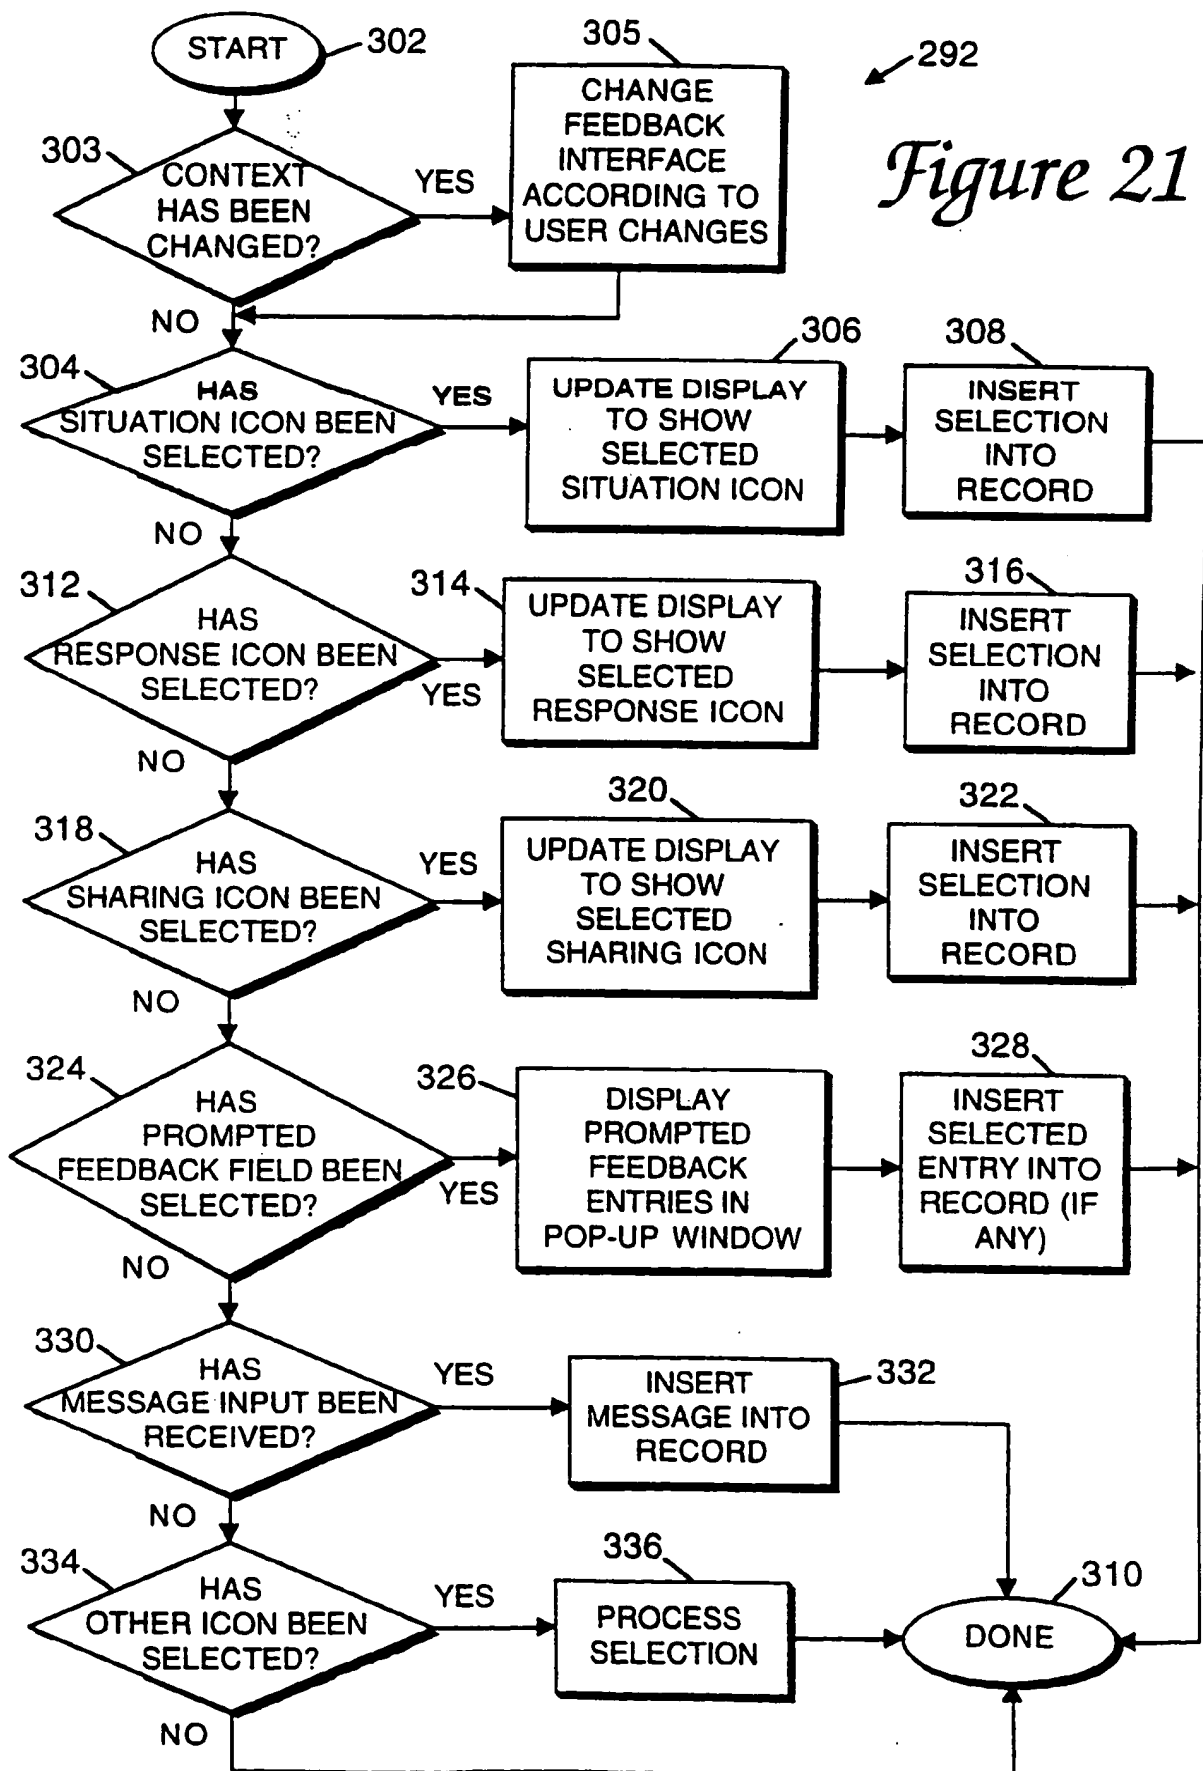 START
302
305
292
Figure 21
303
CONTEXT
HAS BEEN
CHANGED?
YES
CHANGE
FEEDBACK
INTERFACE
ACCORDING TO
USER CHANGES
NO
304
HAS
SITUATION ICON BEEN
SELECTED?
YES
306
UPDATE DISPLAY
TO SHOW
SELECTED
SITUATION ICON
308
INSERT
SELECTION
INTO
RECORD
NO
312
HAS
RESPONSE ICON BEEN
SELECTED?
YES
314
UPDATE DISPLAY
TO SHOW
SELECTED
RESPONSE ICON
316
INSERT
SELECTION
INTO
RECORD
NO
318
HAS
SHARING ICON BEEN
SELECTED?
YES
320
UPDATE DISPLAY
TO SHOW
SELECTED
SHARING ICON
322
INSERT
SELECTION
INTO
RECORD
NO
324
HAS
PROMPTED
FEEDBACK FIELD BEEN
SELECTED?
YES
326
DISPLAY
PROMPTED
FEEDBACK
ENTRIES IN
POP-UP WINDOW
328
INSERT
SELECTED
ENTRY INTO
RECORD (IF
ANY)
NO
330
HAS
MESSAGE INPUT BEEN
RECEIVED?
YES
INSERT
MESSAGE INTO
RECORD
332
NO
334
HAS
OTHER ICON BEEN
SELECTED?
YES
336
PROCESS
SELECTION
310
DONE
NO